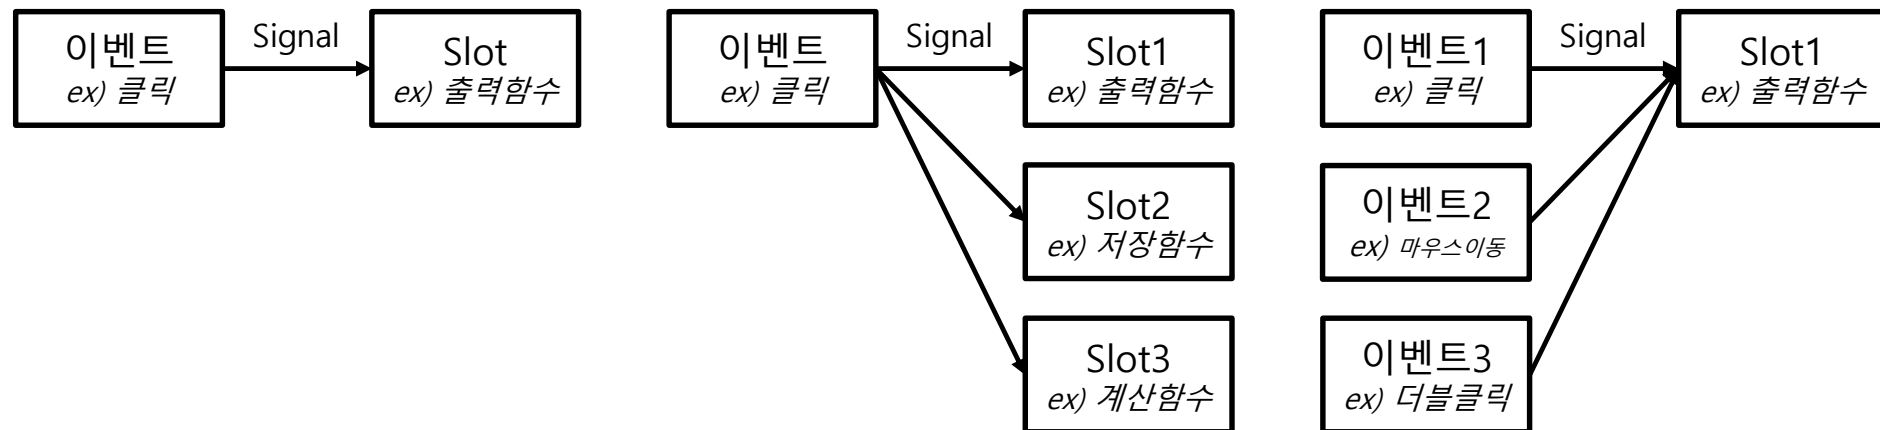 이벤트
ex) 클릭
Signal
Slot
ex) 출력함수
이벤트
ex) 클릭
Signal
Slot1
ex) 출력함수
Slot2
ex) 저장함수
Slot3
ex) 계산함수
이벤트1
ex) 클릭
Signal
Slot1
ex) 출력함수
이벤트2
ex) 마우스이동
이벤트3
ex) 더블클릭